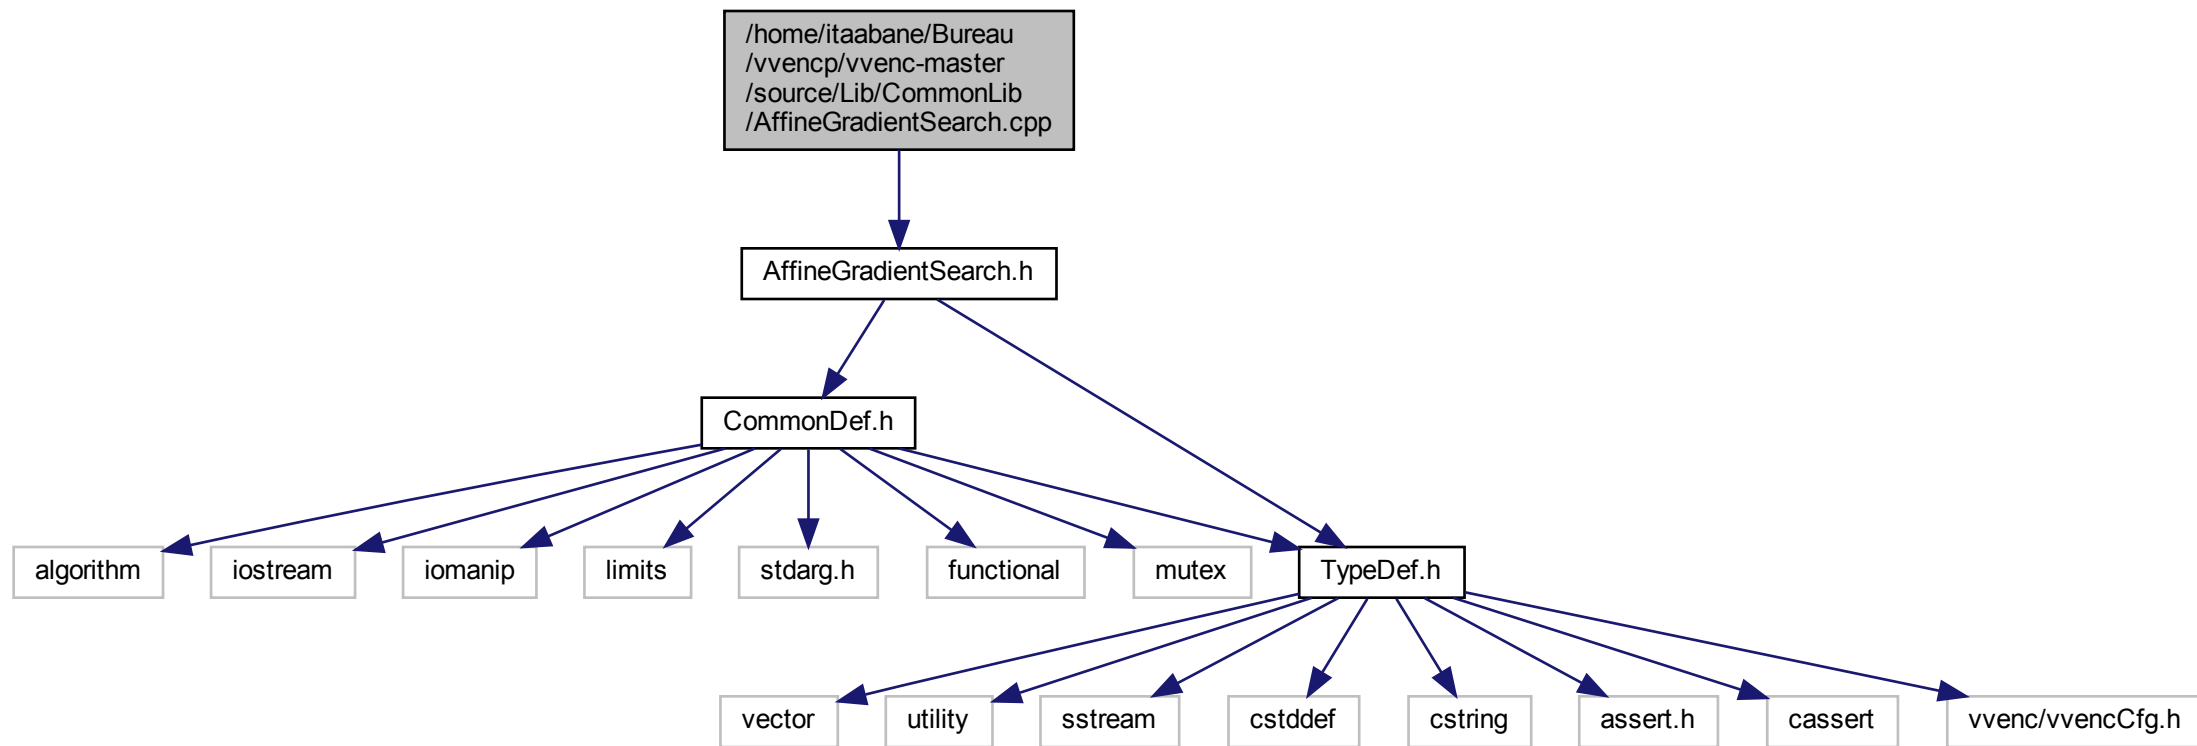 /home/itaabane/Bureau
/vvencp/vvenc-master
/source/Lib/CommonLib
/AffineGradientSearch.cpp
AffineGradientSearch.h
CommonDef.h
algorithm
iostream
iomanip
limits
stdarg.h
functional
mutex
TypeDef.h
vector
utility
sstream
cstddef
cstring
assert.h
cassert
vvenc/vvencCfg.h